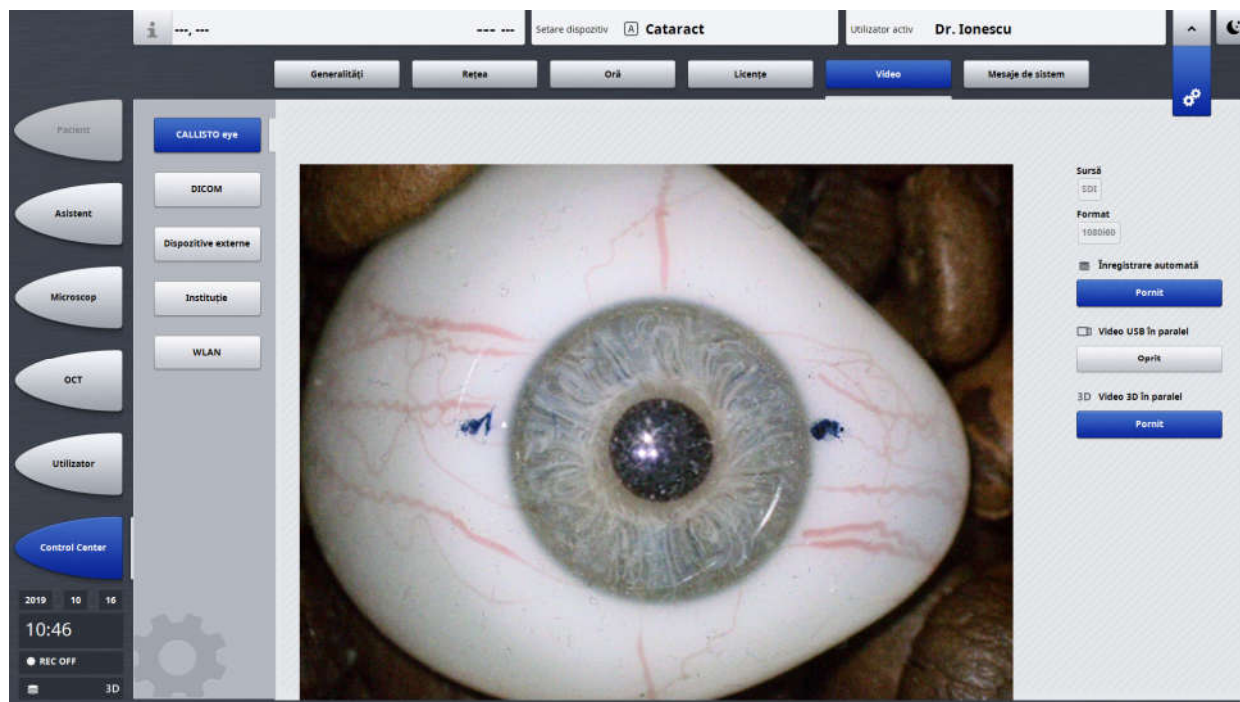 i ---, --- --- ---
Setare dispozitiv A Cataract
Utilizator activ Dr. Ionescu
Generalități
Rețea
Oră
Licențe
Video
Mesaje de sistem
Pacient
Asistent
Microscop
OCT
Utilizator
Control Center
2019 10 16
10:46
REC OFF
3D
CALLISTO eye
DICOM
Dispozitive externe
Instituție
WLAN
Sursă
SDI
Format
1080i60
Înregistrare automată
Pornit
Video USB în paralel
Oprit
3D Video 3D în paralel
Pornit